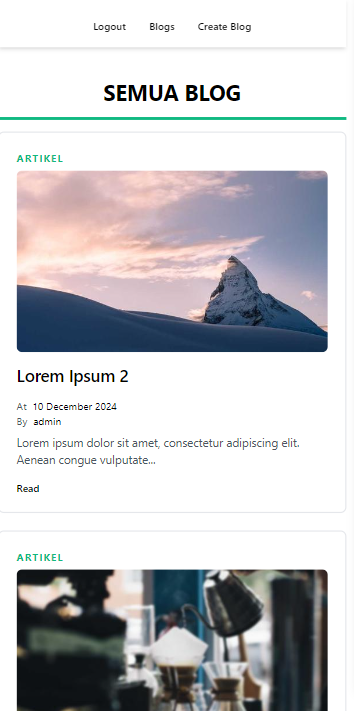 Logout Blogs Create Blog
SEMUA BLOG
ARTIKEL
Lorem Ipsum 2
At 10 December 2024
By admin
Lorem ipsum dolor sit amet, consectetur adipiscing elit.
Aenean congue vulputate...
Read
ARTIKEL